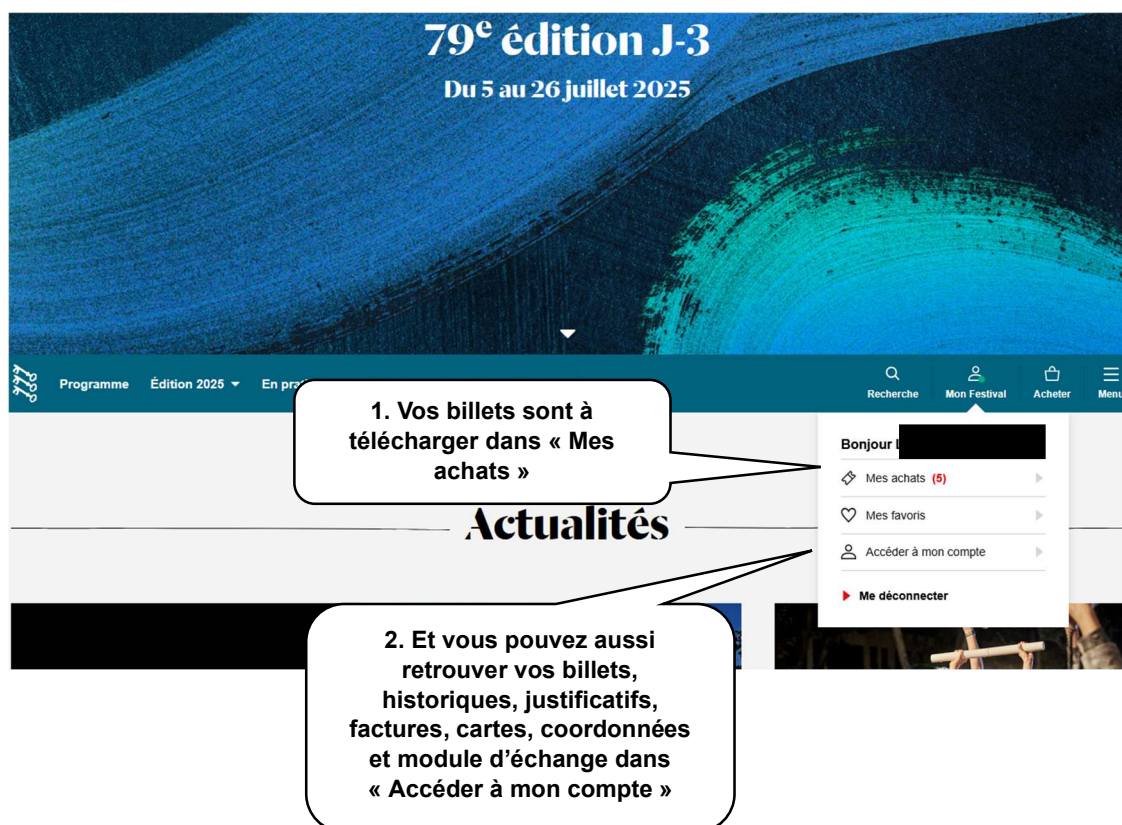 79e édition J-3
Du 5 au 26 juillet 2025
Programme
Édition 2025
En
Recherche
Mon Festival
Acheter
Menu
1. Vos billets sont à
télécharger dans « Mes
achats »
Bonjour
Mes achats (5)
Mes favoris
Accéder à mon compte
Me déconnecter
Actualités
2. Et vous pouvez aussi
retrouver vos billets,
historiques, justificatifs,
factures, cartes, coordonnées
et module d’échange dans
« Accéder à mon compte »